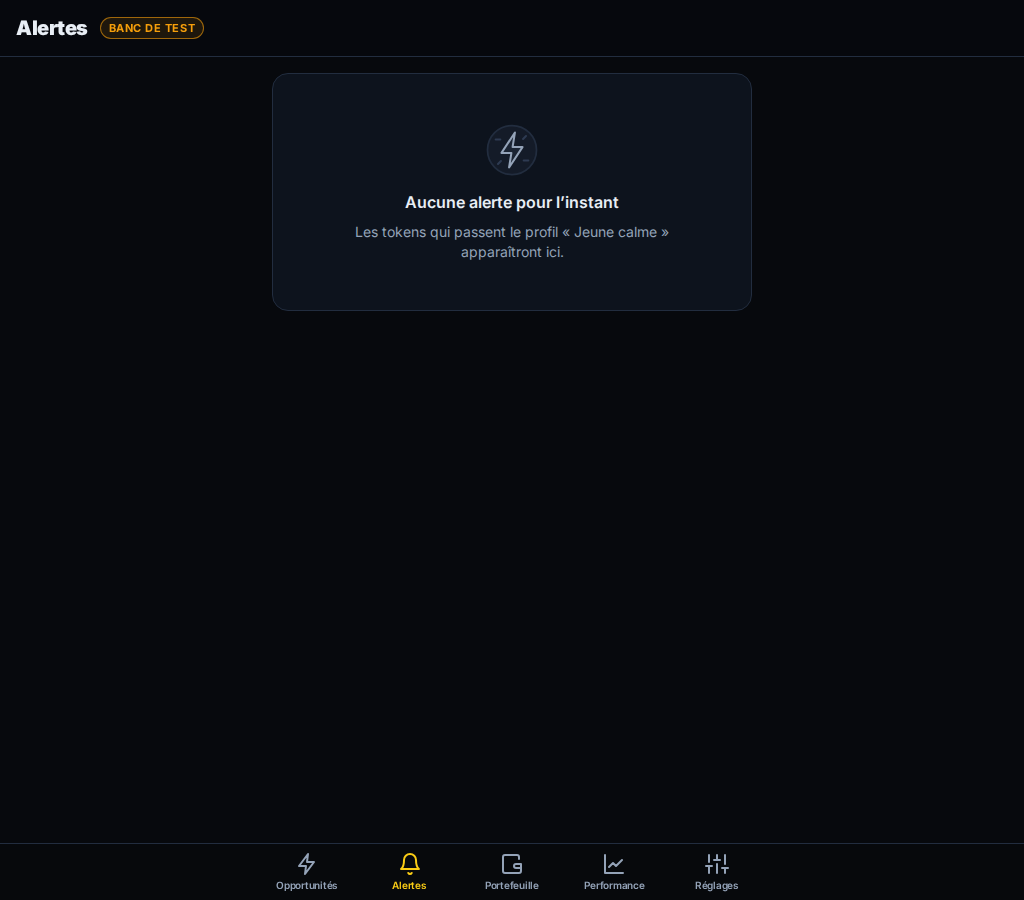 Alertes
BANC DE TEST
Aucune alerte pour l’instant
Les tokens qui passent le profil « Jeune calme »
apparaîtront ici.
Opportunités
Alertes
Portefeuille
Performance
Réglages